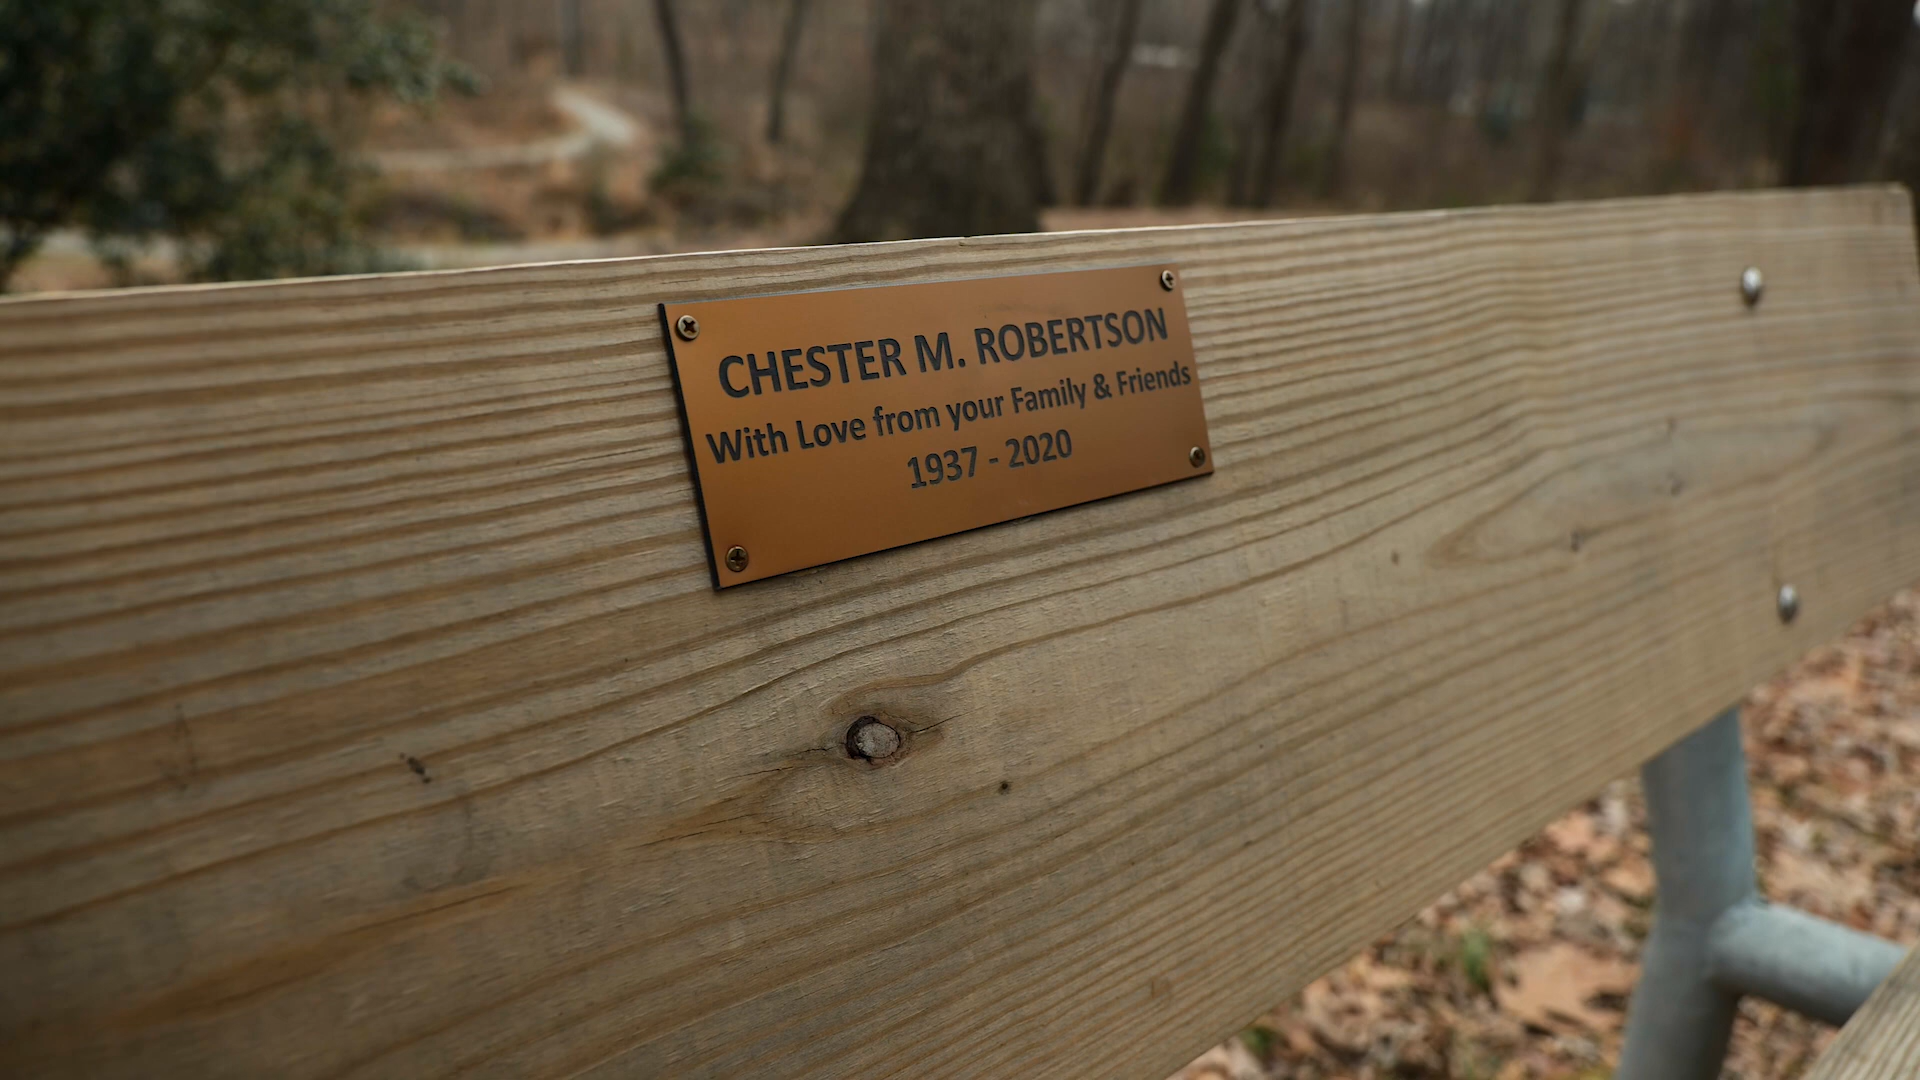 CHESTER M. ROBERTSON
With Love from your Family & Friends
1937 - 2020